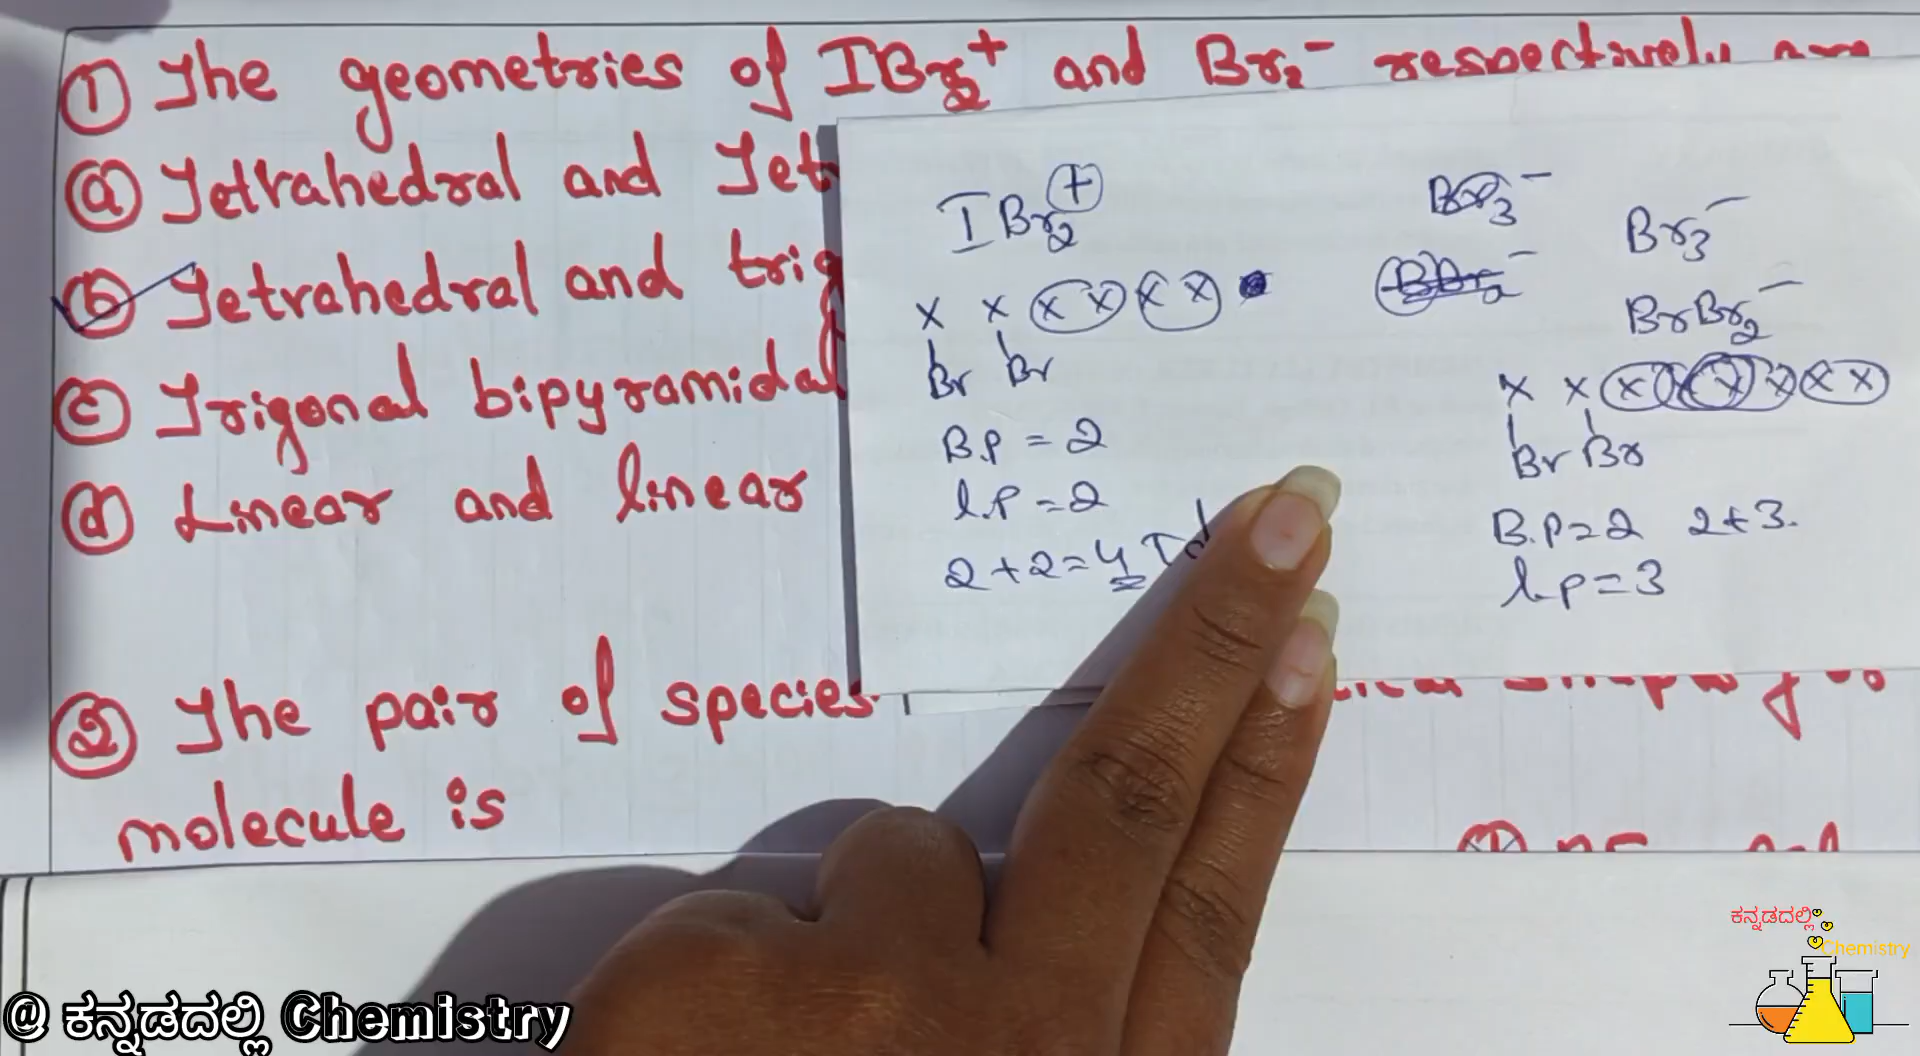 ① The geometries of IBr₂⁺ and Br₂⁻ respectively are
ⓐ Tetrahedral and Tet
ⓑ Tetrahedral and trig
ⓒ Trigonal bipyramidal
ⓓ Linear and linear
② The pair of species
molecule is
IBr₂⁺
x x x x x x
Br Br
B.P = 2
l.P = 2
2 + 2 = 4 Td
Br₃⁻
Br₃⁻
BrBr₂⁻
Br Br
B.P = 2 2 + 3.
l.P = 3
ಕನ್ನಡದಲ್ಲಿ
Chemistry
@ ಕನ್ನಡದಲ್ಲಿ Chemistry